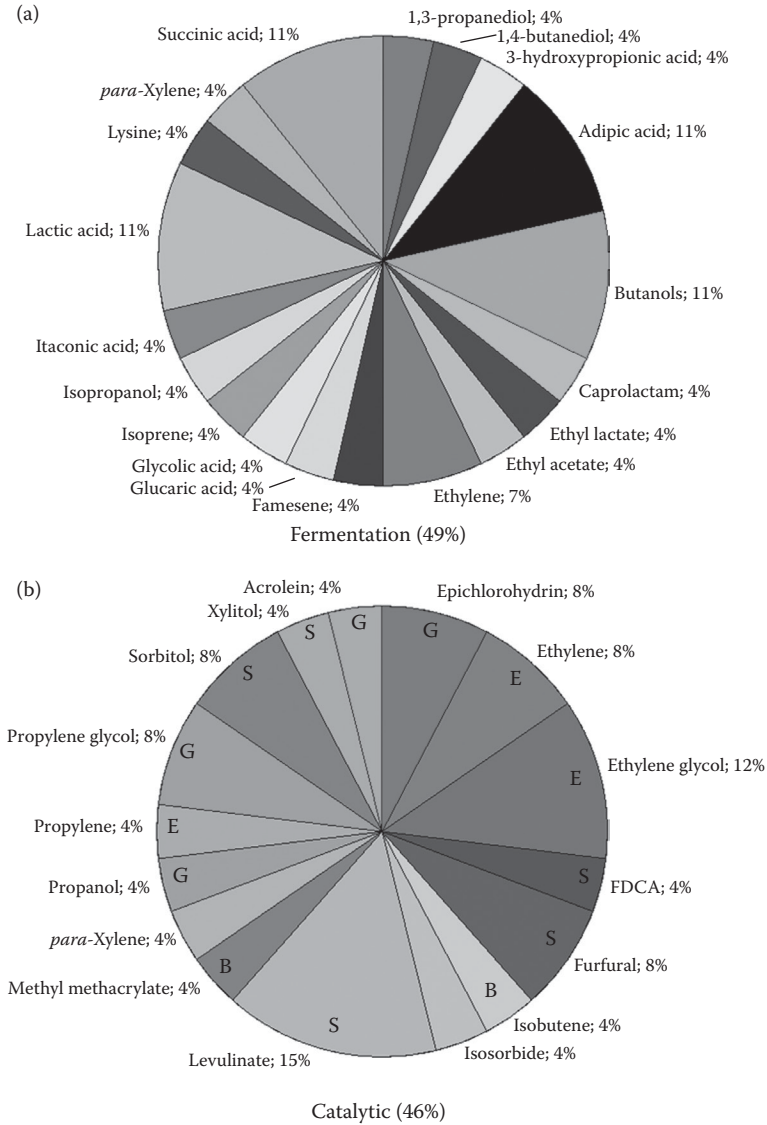 (a)
Succinic acid; 11%
1,3-propanediol; 4%
1,4-butanediol; 4%
3-hydroxypropionic acid; 4%
para-Xylene; 4%
Lysine; 4%
Adipic acid; 11%
Lactic acid; 11%
Butanols; 11%
Itaconic acid; 4%
Isopropanol; 4%
Caprolactam; 4%
Isoprene; 4%
Ethyl lactate; 4%
Glycolic acid; 4%
Ethyl acetate; 4%
Glucaric acid; 4%
Famesene; 4%
Ethylene; 7%
Fermentation (49%)
(b)
Acrolein; 4%
Epichlorohydrin; 8%
Xylitol; 4%
S G G
Sorbitol; 8%
Ethylene; 8%
S E
Propylene glycol; 8%
G
Ethylene glycol; 12%
E
Propylene; 4%
E
Propanol; 4%
G S
FDCA; 4%
para-Xylene; 4%
S
Furfural; 8%
Methyl methacrylate; 4%
B B
Isobutene; 4%
S
Levulinate; 15%
Isosorbide; 4%
Catalytic (46%)